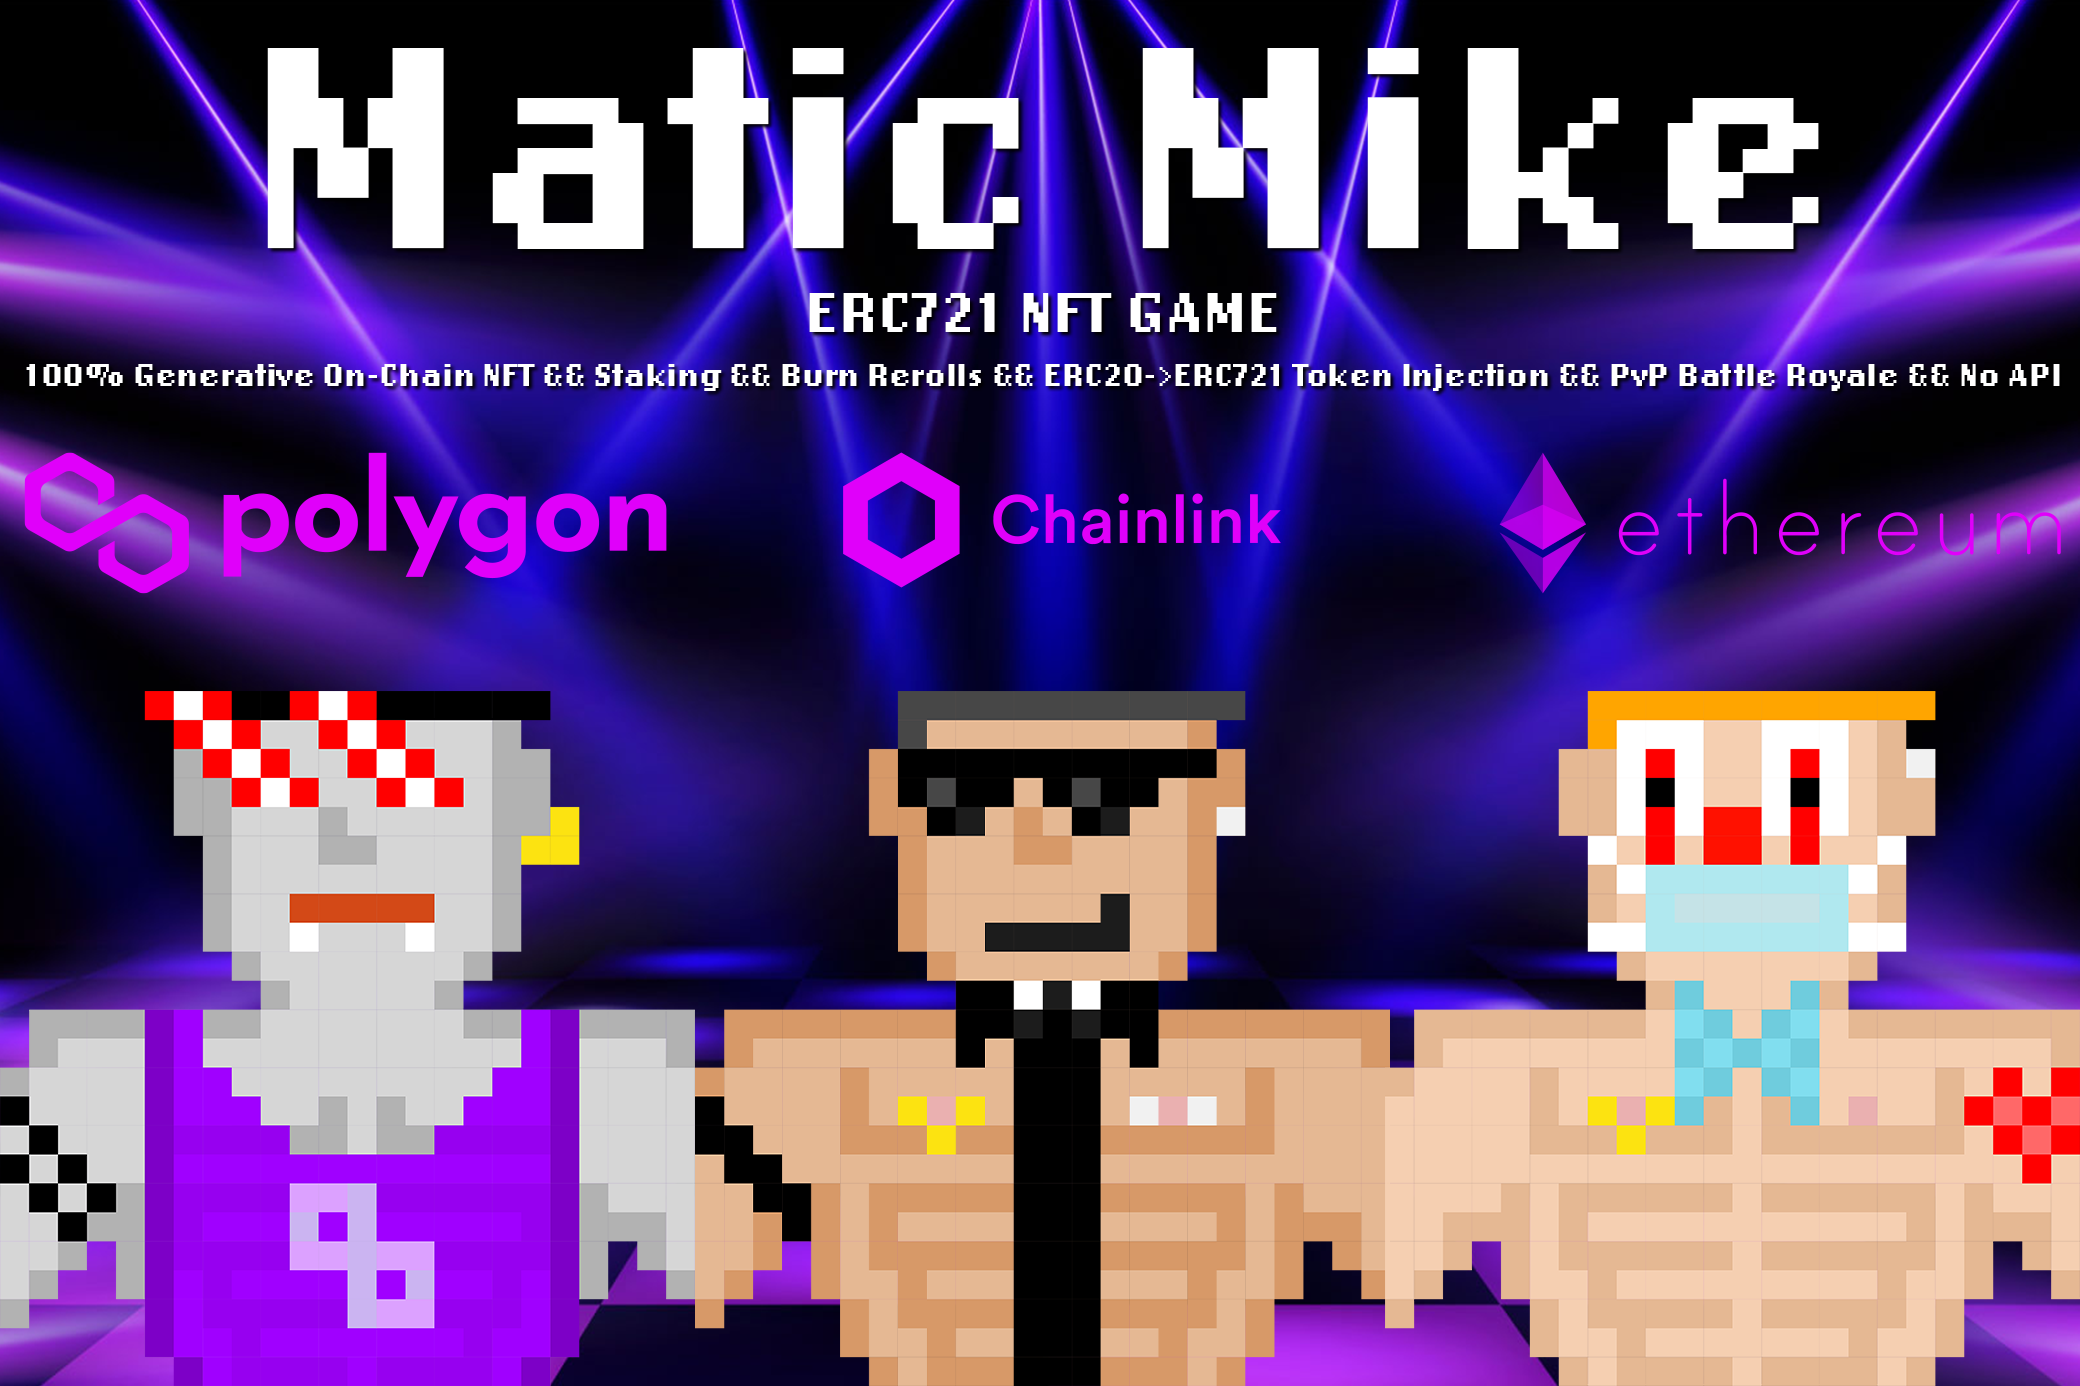 Matic Mike
ERC721 NFT GAME
100% Generative On-Chain NFT && Staking && Burn Rerolls && ERC20->ERC721 Token Injection && PvP Battle Royale && No API
polygon Chainlink ethereum